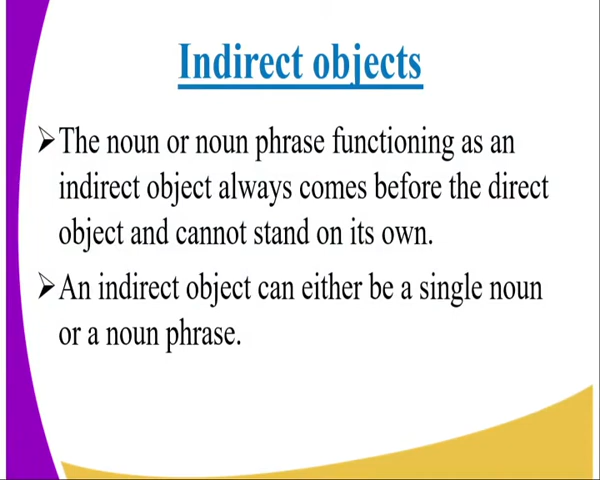 Indirect objects
➢The noun or noun phrase functioning as an
indirect object always comes before the direct
object and cannot stand on its own.
➢An indirect object can either be a single noun
or a noun phrase.